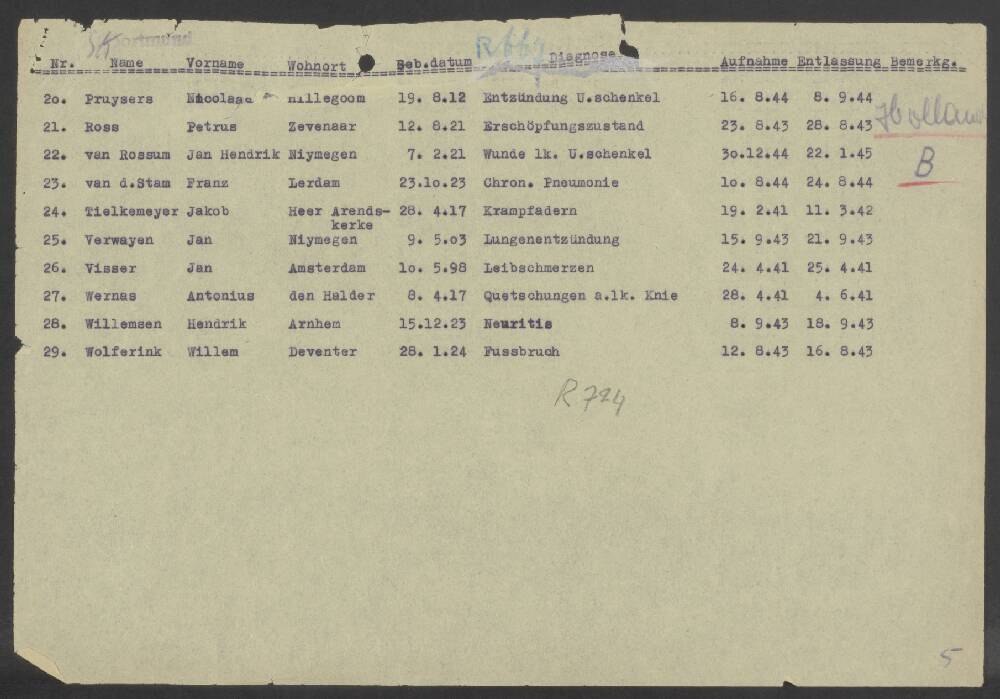 Dortmund
Nr. Name Vorname Wohnort Geb.datum Diagnose Aufnahme Entlassung Bemerkg.
2o. Pruysers Nicolaas Hillegoom 19. 8.12 Entzündung U.schenkel 16. 8.44 8. 9.44
Holland
21. Ross Petrus Zevenaar 12. 8.21 Erschöpfungszustand 23. 8.43 28. 8.43
22. van Rossum Jan Hendrik Niymegen 7. 2.21 Wunde lk. U.schenkel 3o.12.44 22. 1.45
B
23. van d.Stam Franz Lerdam 23.1o.23 Chron. Pneumonie 1o. 8.44 24. 8.44
24. Tielkemeyer Jakob Heer Arends- 28. 4.17 Krampfadern 19. 2.41 11. 3.42
kerke
25. Verwayen Jan Niymegen 9. 5.o3 Lungenentzündung 15. 9.43 21. 9.43
26. Visser Jan Amsterdam 1o. 5.98 Leibschmerzen 24. 4.41 25. 4.41
27. Wernas Antonius den Halder 8. 4.17 Quetschungen a.lk. Knie 28. 4.41 4. 6.41
28. Willemsen Hendrik Arnhem 15.12.23 Neuritis 8. 9.43 18. 9.43
29. Wolferink Willem Deventer 28. 1.24 Fussbruch 12. 8.43 16. 8.43
R 724
5